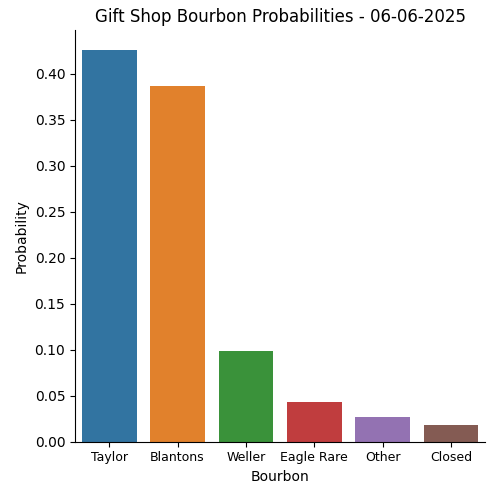 Gift Shop Bourbon Probabilities - 06-06-2025
Probability
0.40
0.35
0.30
0.25
0.20
0.15
0.10
0.05
0.00
Taylor Blantons Weller Eagle Rare Other Closed
Bourbon